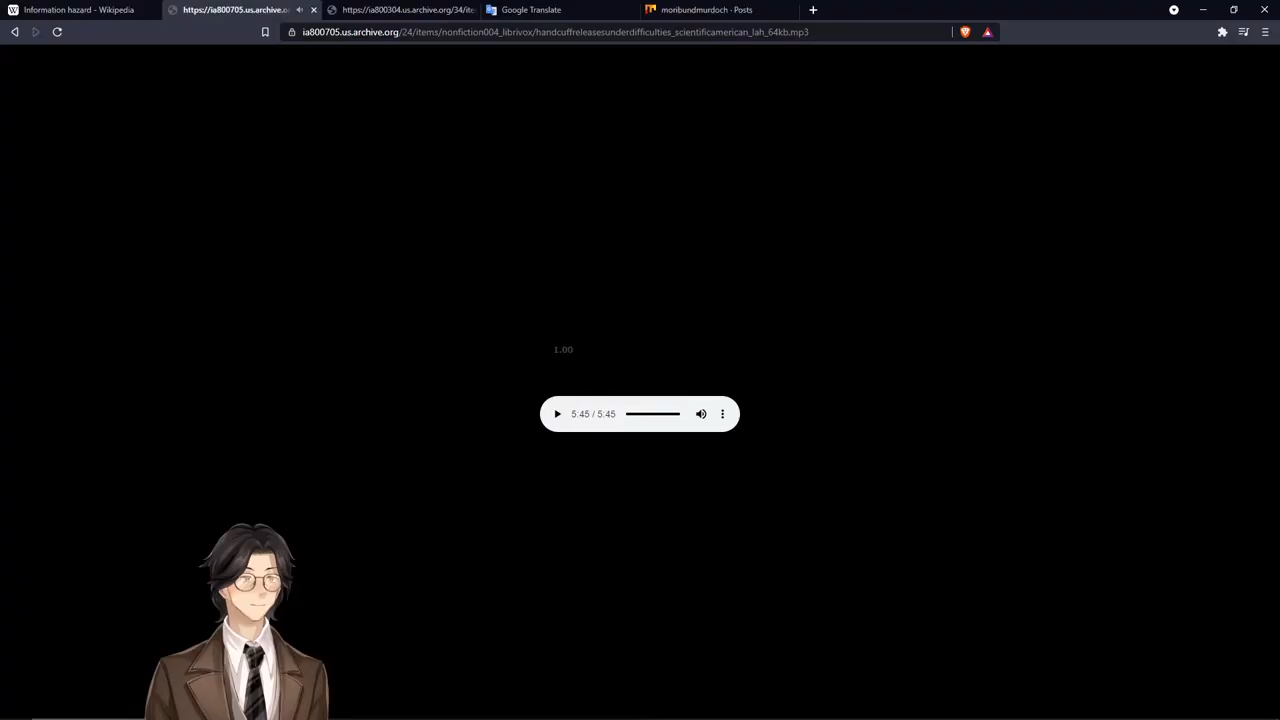 Information hazard - Wikipedia
https://ia800705.us.archive.o
https://ia800304.us.archive.org/34/ite
Google Translate
moribundmurdoch | Posts
ia800705.us.archive.org/24/items/nonfiction004_librivox/handcuffreleasesunderdifficulties_scientificamerican_lah_64kb.mp3
1.00
5:45 / 5:45